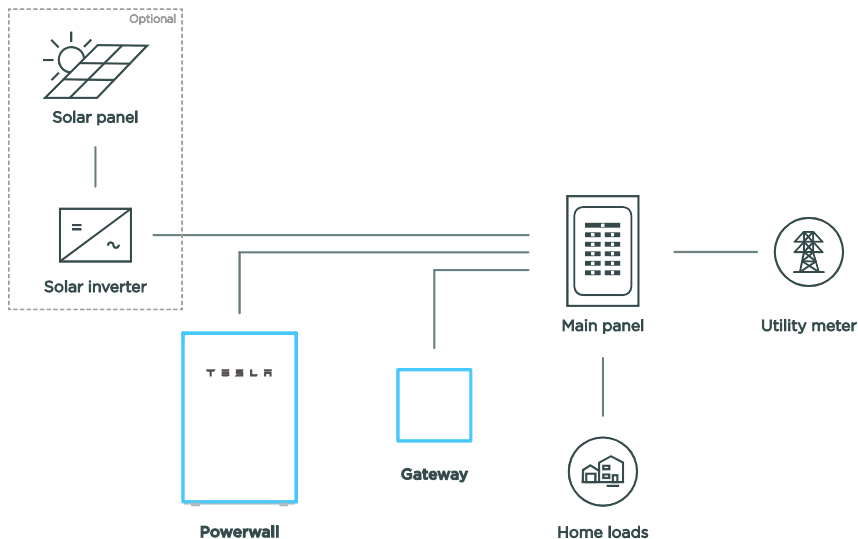 Optional
Solar panel
Solar inverter
Main panel
Utility meter
TESLA
Gateway
Powerwall
Home loads